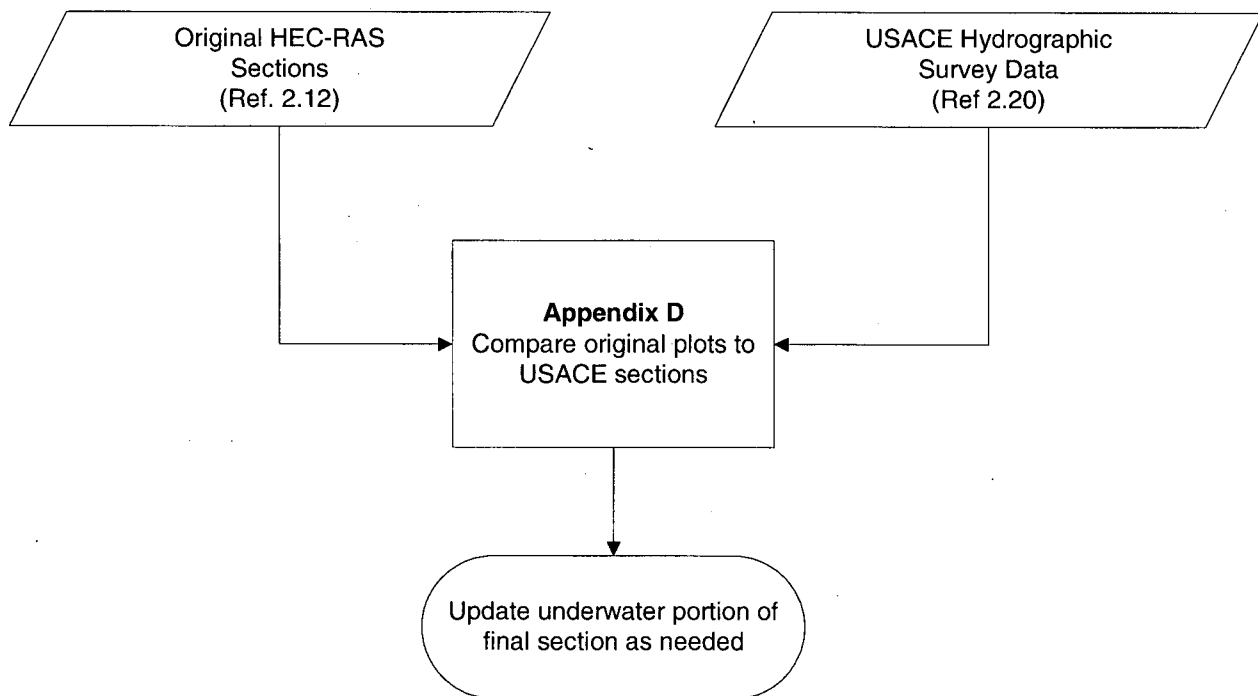 Original HEC-RAS
Sections
(Ref. 2.12)
USACE Hydrographic
Survey Data
(Ref 2.20)
Appendix D
Compare original plots to
USACE sections
Update underwater portion of
final section as needed